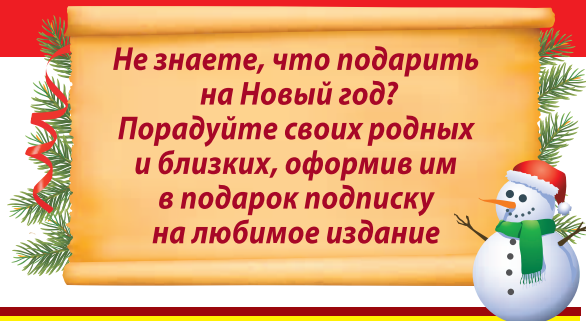 Не знаете, что подарить
на Новый год?
Порадуйте своих родных
и близких, оформив им
в подарок подписку
на любимое издание